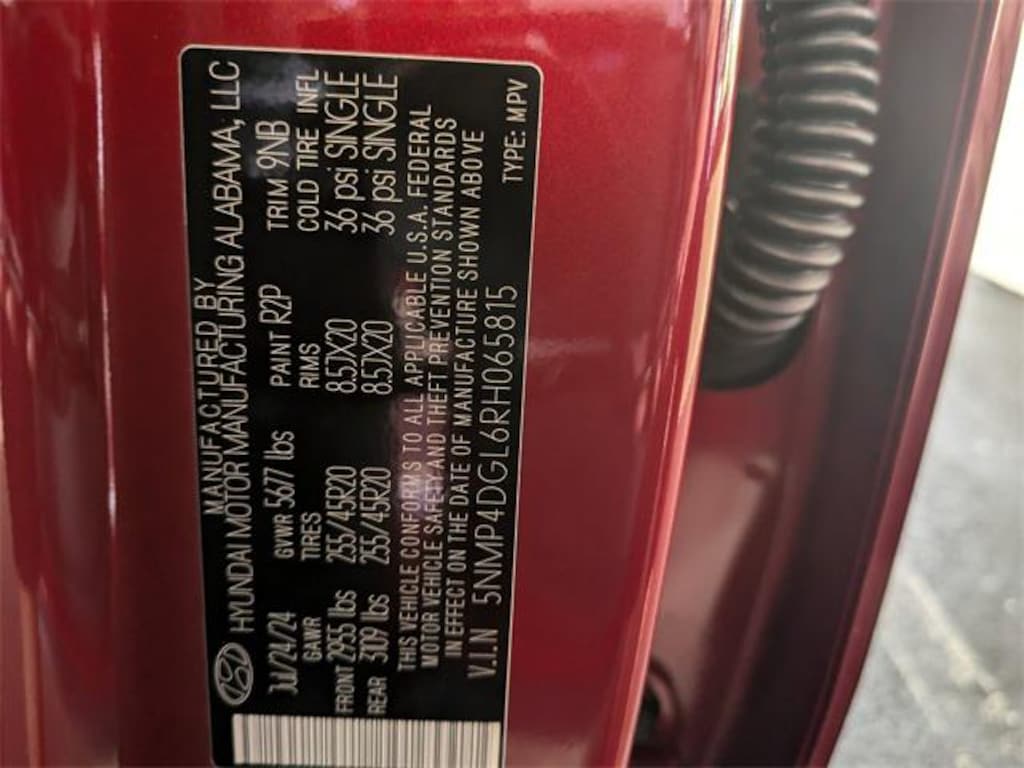 MANUFACTURED BY
HYUNDAI MOTOR MANUFACTURING ALABAMA, LLC
Jul/24/24 GVWR 5677 lbs PAINT R2P TRIM 9NB
GAWR TIRES RIMS COLD TIRE INFL
FRONT 2955 lbs 255/45R20 8.5JX20 36 psi SINGLE
REAR 3109 lbs 255/45R20 8.5JX20 36 psi SINGLE
THIS VEHICLE CONFORMS TO ALL APPLICABLE U.S.A. FEDERAL
MOTOR VEHICLE SAFETY AND THEFT PREVENTION STANDARDS
IN EFFECT ON THE DATE OF MANUFACTURE SHOWN ABOVE
V.I.N 5NMP4DGL6RH065815 TYPE: MPV